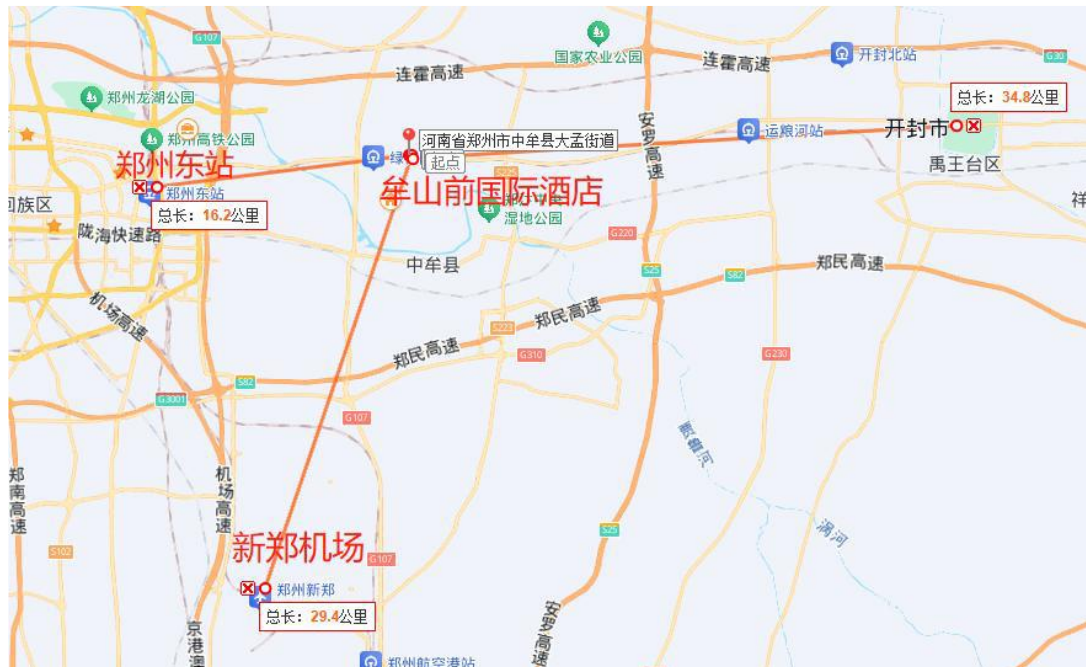 G107
国家农业公园
连霍高速
连霍高速
开封北站
G30
郑州龙湖公园
总长：34.8公里
安罗高速
郑州高铁公园
河南省郑州市中牟县大孟街道
运粮河站
开封市
郑州东站
绿
起点
S225
禹王台区
郑州东站
牟山前国际酒店
回族区
总长：16.2公里
湿地公园
祥
陇海快速路
G220
中牟县
S25
S82
郑民高速
机场高速
S223
郑民高速
郑民高速
G310
G230
S82
G3001
G107
贾鲁河
郑南高速
机场高速
涡河
S25
新郑机场
S102
G107
郑州新郑
总长：29.4公里
安罗高速
京港澳
郑州航空港站